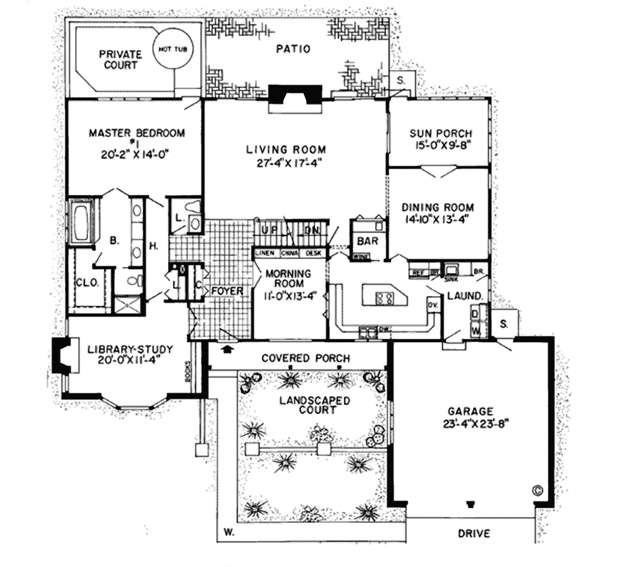 PRIVATE
COURT
HOT TUB
PATIO
S.
MASTER BEDROOM
#1
20'-2" X 14'-0"
LIVING ROOM
27'-4" X 17'-4"
SUN PORCH
15'-0" X 9'-8"
DINING ROOM
14'-10" X 13'-4"
L.
UP
DN.
B.
H.
BAR
WINE
LINEN
CHINA
DESK
CLO.
L.
C.
FOYER
MORNING
ROOM
11'-0" X 13'-4"
REF.
SINK
BR.
LAUND.
OV.
D
W.
S.
DW.
LIBRARY-STUDY
20'-0" X 11'-4"
BOOKS
COVERED PORCH
LANDSCAPED
COURT
GARAGE
23'-4" X 23'-8"
W.
DRIVE